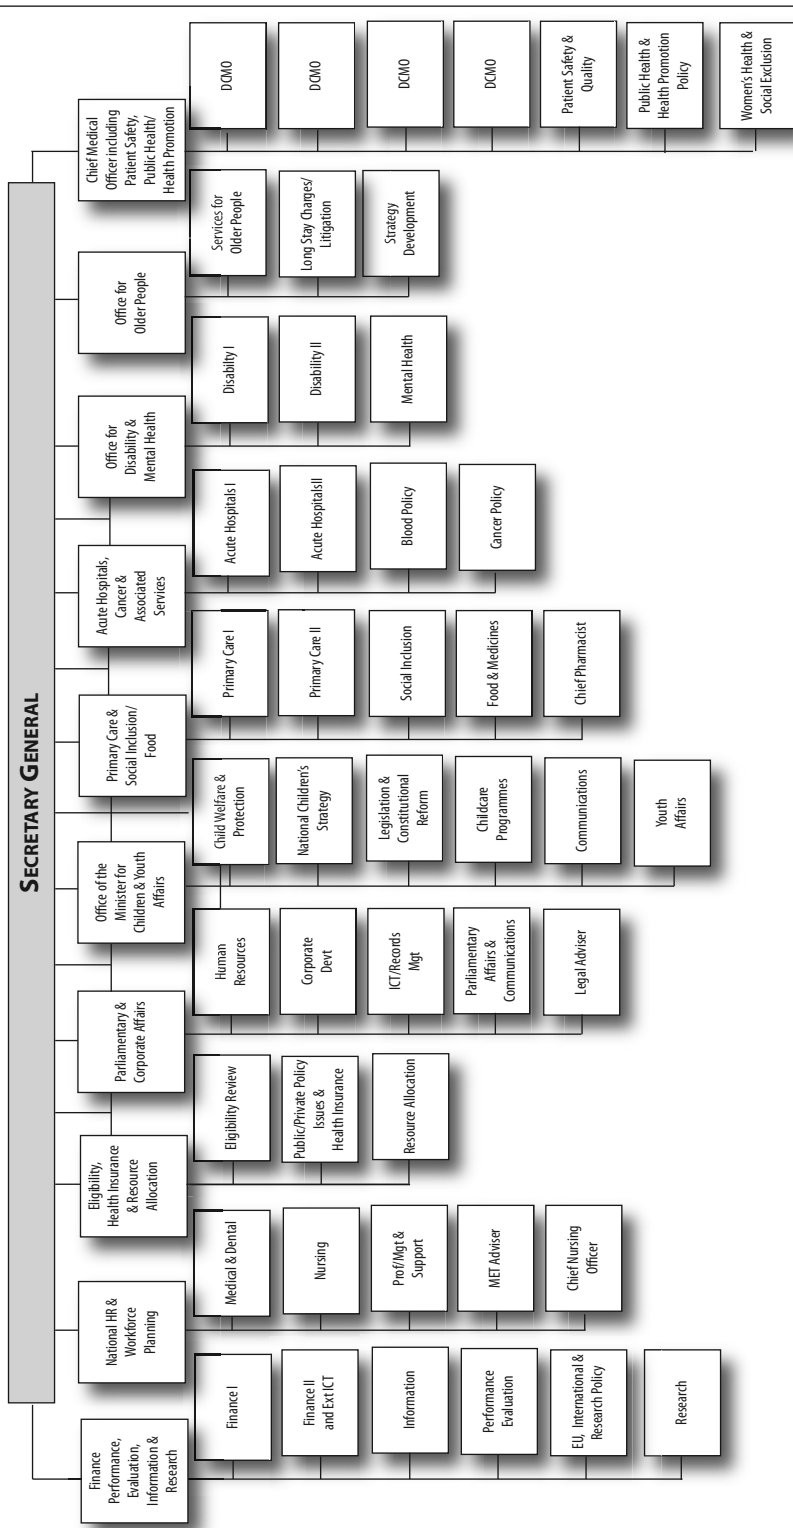 SECRETARY GENERAL
Finance
Performance,
Evaluation,
Information &
Research
Finance I
Finance II
and Ext ICT
Information
Performance
Evaluation
EU, International &
Research Policy
Research
National HR &
Workforce
Planning
Medical & Dental
Nursing
Prof/Mgt &
Support
MET Adviser
Chief Nursing
Officer
Eligibility,
Health Insurance
& Resource
Allocation
Eligibility Review
Public/Private Policy
Issues &
Health Insurance
Resource Allocation
Parliamentary &
Corporate Affairs
Human
Resources
Corporate
Devt
ICT/Records
Mgt
Parliamentary
Affairs &
Communications
Legal Adviser
Office of the
Minister for
Children & Youth
Affairs
Child Welfare &
Protection
National Children's
Strategy
Legislation &
Constitutional
Reform
Childcare
Programmes
Communications
Youth
Affairs
Primary Care &
Social Inclusion/
Food
Primary Care I
Primary Care II
Social Inclusion
Food & Medicines
Chief Pharmacist
Acute Hospitals,
Cancer &
Associated
Services
Acute Hospitals I
Acute HospitalsII
Blood Policy
Cancer Policy
Office for
Disability &
Mental Health
Disabilty I
Disability II
Mental Health
Office for
Older People
Services for
Older People
Long Stay Charges/
Litigation
Strategy
Development
Chief Medical
Officer including
Patient Safety,
Public Health/
Health Promotion
DCMO
DCMO
DCMO
DCMO
Patient Safety &
Quality
Public Health &
Health Promotion
Policy
Women's Health &
Social Exclusion